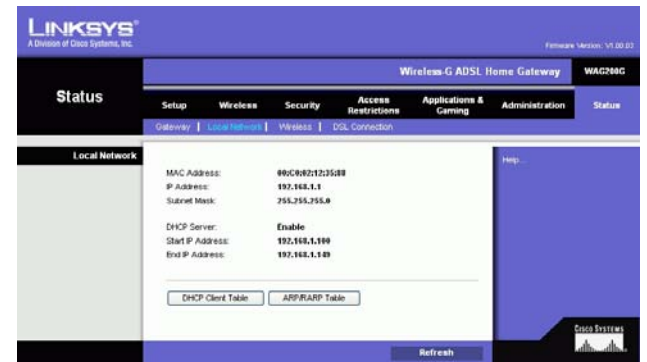 LINKSYS®
A Division of Cisco Systems, Inc.
Firmware Version: V1.00.03
Wireless-G ADSL Home Gateway WAG200G
Status
Setup Wireless Security Access Restrictions Applications & Gaming Administration Status
Gateway | Local Network | Wireless | DSL Connection
Local Network
Help...
MAC Address: 00:C0:02:12:35:88
IP Address: 192.168.1.1
Subnet Mask: 255.255.255.0
DHCP Server: Enable
Start IP Address: 192.168.1.100
End IP Address: 192.168.1.149
DHCP Client Table ARP/RARP Table
Refresh
CISCO SYSTEMS